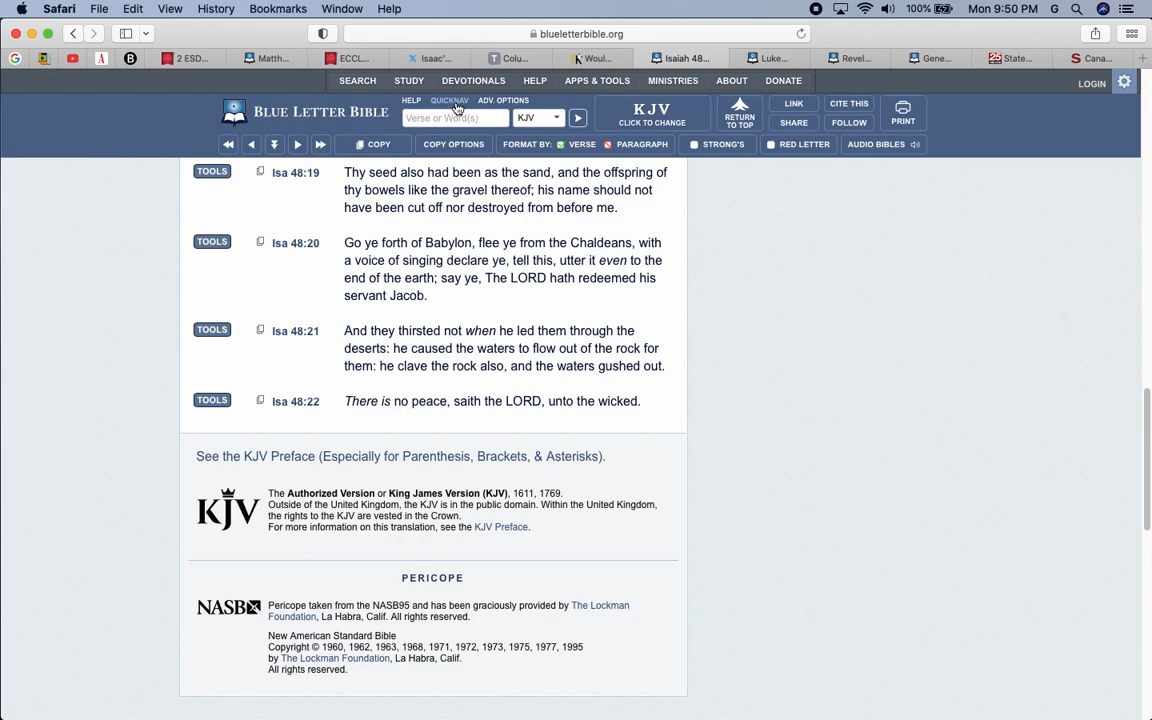 Safari File Edit View History Bookmarks Window Help 100% Mon 9:50 PM G
blueletterbible.org
G A B 2 ESD... Matth... ECCL... Isaac'... T Colu... Woul... Isaiah 48... Luke... Revel... Gene... State... S Cana...
SEARCH STUDY DEVOTIONALS HELP APPS & TOOLS MINISTRIES ABOUT DONATE LOGIN
HELP QUICKNAV ADV. OPTIONS
BLUE LETTER BIBLE
Verse or Word(s) KJV
KJV
CLICK TO CHANGE
RETURN
TO TOP
LINK CITE THIS
SHARE FOLLOW
PRINT
COPY COPY OPTIONS FORMAT BY: VERSE PARAGRAPH STRONG'S RED LETTER AUDIO BIBLES
TOOLS Isa 48:19 Thy seed also had been as the sand, and the offspring of
thy bowels like the gravel thereof; his name should not
have been cut off nor destroyed from before me.
TOOLS Isa 48:20 Go ye forth of Babylon, flee ye from the Chaldeans, with
a voice of singing declare ye, tell this, utter it even to the
end of the earth; say ye, The LORD hath redeemed his
servant Jacob.
TOOLS Isa 48:21 And they thirsted not when he led them through the
deserts: he caused the waters to flow out of the rock for
them: he clave the rock also, and the waters gushed out.
TOOLS Isa 48:22 There is no peace, saith the LORD, unto the wicked.
See the KJV Preface (Especially for Parenthesis, Brackets, & Asterisks).
KJV
The Authorized Version or King James Version (KJV), 1611, 1769.
Outside of the United Kingdom, the KJV is in the public domain. Within the United Kingdom,
the rights to the KJV are vested in the Crown.
For more information on this translation, see the KJV Preface.
PERICOPE
NASB
Pericope taken from the NASB95 and has been graciously provided by The Lockman
Foundation, La Habra, Calif. All rights reserved.
New American Standard Bible
Copyright © 1960, 1962, 1963, 1968, 1971, 1972, 1973, 1975, 1977, 1995
by The Lockman Foundation, La Habra, Calif.
All rights reserved.